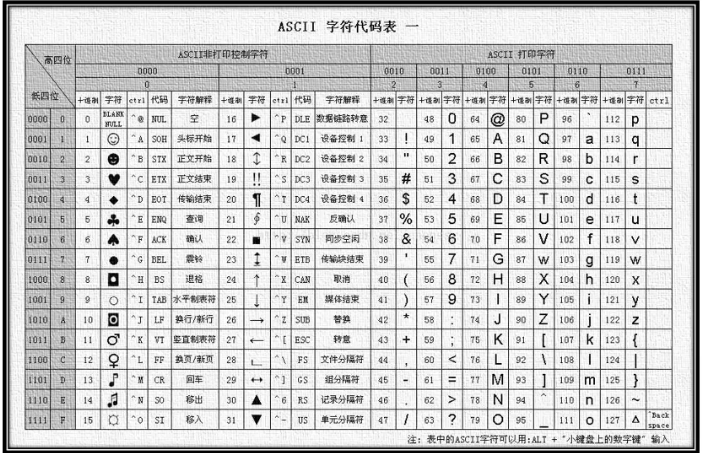 ASCII 字符代码表 一
高四位 ASCII非打印控制字符 ASCII 打印字符
0000 0001 0010 0011 0100 0101 0110 0111
0 1 2 3 4 5 6 7
低四位 十进制 字符 ctrl 代码 字符解释 十进制 字符 ctrl 代码 字符解释 十进制 字符 十进制 字符 十进制 字符 十进制 字符 十进制 字符 十进制 字符 ctrl
0000 0 0 BLANK NULL ^@ NUL 空 16 ► ^P DLE 数据链路转意 32 48 0 64 @ 80 P 96 ` 112 p
0001 1 1 ☺ ^A SOH 头标开始 17 ◄ ^Q DC1 设备控制 1 33 ! 49 1 65 A 81 Q 97 a 113 q
0010 2 2 ☻ ^B STX 正文开始 18 ↕ ^R DC2 设备控制 2 34 " 50 2 66 B 82 R 98 b 114 r
0011 3 3 ♥ ^C ETX 正文结束 19 ‼ ^S DC3 设备控制 3 35 # 51 3 67 C 83 S 99 c 115 s
0100 4 4 ♦ ^D EOT 传输结束 20 ¶ ^T DC4 设备控制 4 36 $ 52 4 68 D 84 T 100 d 116 t
0101 5 5 ♣ ^E ENQ 查询 21 ∮ ^U NAK 反确认 37 % 53 5 69 E 85 U 101 e 117 u
0110 6 6 ♠ ^F ACK 确认 22 ■ ^V SYN 同步空闲 38 & 54 6 70 F 86 V 102 f 118 v
0111 7 7 ● ^G BEL 震铃 23 ↨ ^W ETB 传输块结束 39 ' 55 7 71 G 87 w 103 g 119 w
1000 8 8 ◘ ^H BS 退格 24 ↑ ^X CAN 取消 40 ( 56 8 72 H 88 X 104 h 120 x
1001 9 9 ○ ^I TAB 水平制表符 25 ↓ ^Y EM 媒体结束 41 ) 57 9 73 I 89 Y 105 i 121 y
1010 A 10 ◙ ^J LF 换行/新行 26 → ^Z SUB 替换 42 * 58 : 74 J 90 Z 106 j 122 z
1011 B 11 ♂ ^K VT 竖直制表符 27 ← ^[ ESC 转意 43 + 59 ; 75 K 91 [ 107 k 123 {
1100 C 12 ♀ ^L FF 换页/新页 28 ∟ ^\ FS 文件分隔符 44 , 60 < 76 L 92 \ 108 l 124 |
1101 D 13 ♪ ^M CR 回车 29 ↔ ^] GS 组分隔符 45 - 61 = 77 M 93 ] 109 m 125 }
1110 E 14 ♫ ^N SO 移出 30 ▲ ^6 RS 记录分隔符 46 . 62 > 78 N 94 ^ 110 n 126 ~
1111 F 15 ☼ ^O SI 移入 31 ▼ ^- US 单元分隔符 47 / 63 ? 79 O 95 _ 111 o 127 Δ ^Back space
注：表中的ASCII字符可以用:ALT + "小键盘上的数字键" 输入